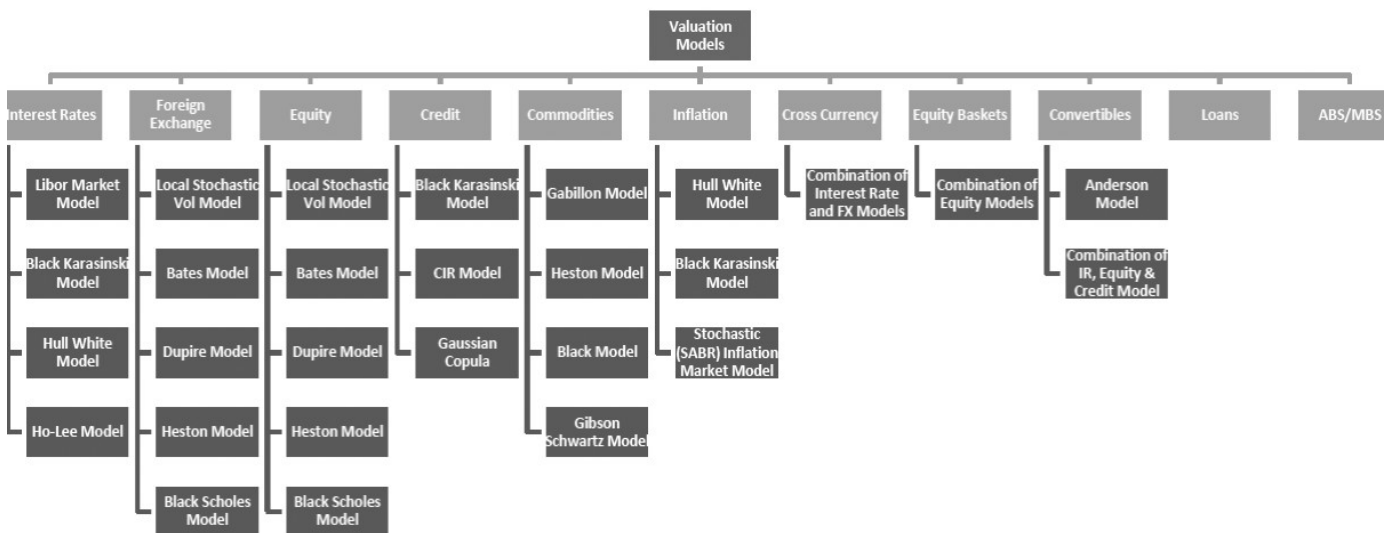 Valuation
Models
Interest Rates
Foreign
Exchange
Equity
Credit
Commodities
Inflation
Cross Currency
Equity Baskets
Convertibles
Loans
ABS/MBS
Libor Market
Model
Black Karasinski
Model
Hull White
Model
Ho-Lee Model
Local Stochastic
Vol Model
Bates Model
Dupire Model
Heston Model
Black Scholes
Model
Local Stochastic
Vol Model
Bates Model
Dupire Model
Heston Model
Black Scholes
Model
Black Karasinski
Model
CIR Model
Gaussian
Copula
Gabillon Model
Heston Model
Black Model
Gibson
Schwartz Model
Hull White
Model
Black Karasinski
Model
Stochastic
(SABR) Inflation
Market Model
Combination of
Interest Rate
and FX Models
Combination of
Equity Models
Anderson
Model
Combination of
IR, Equity &
Credit Model